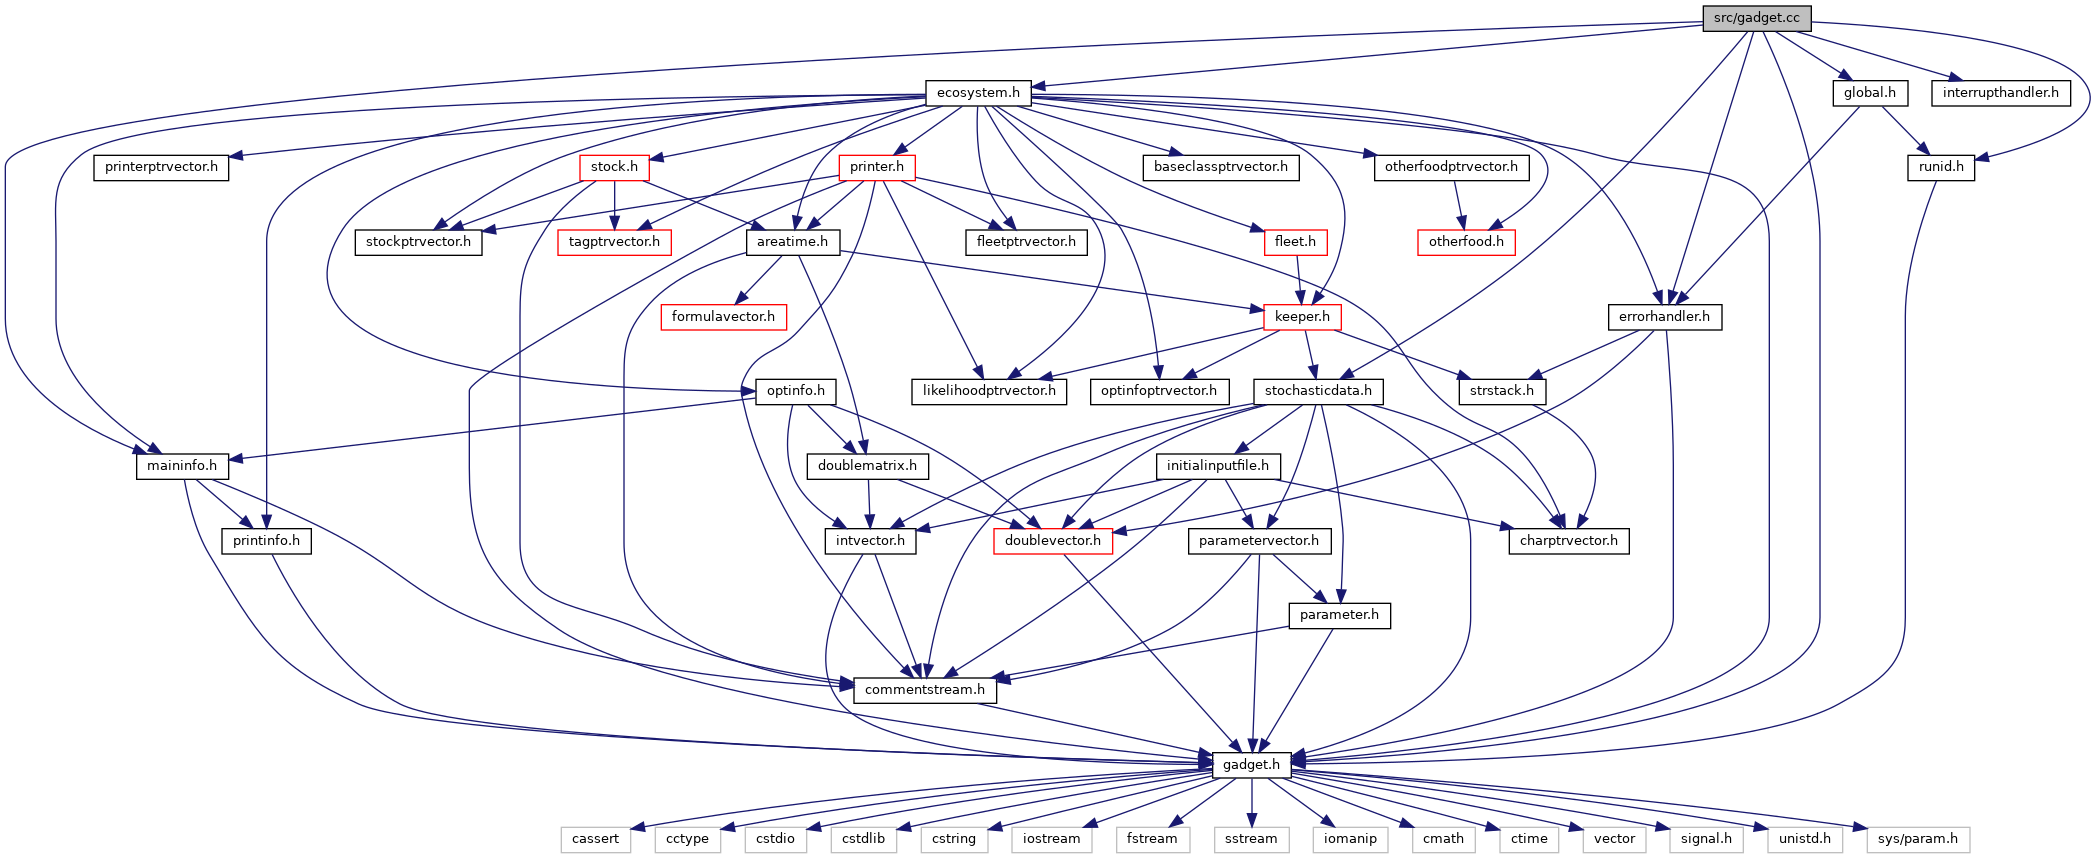 src/gadget.cc
ecosystem.h
global.h
interrupthandler.h
printerptrvector.h
stock.h
printer.h
baseclassptrvector.h
otherfoodptrvector.h
runid.h
stockptrvector.h
tagptrvector.h
areatime.h
fleetptrvector.h
fleet.h
otherfood.h
formulavector.h
keeper.h
errorhandler.h
optinfo.h
likelihoodptrvector.h
optinfoptrvector.h
stochasticdata.h
strstack.h
maininfo.h
doublematrix.h
initialinputfile.h
printinfo.h
intvector.h
doublevector.h
parametervector.h
charptrvector.h
parameter.h
commentstream.h
gadget.h
cassert
cctype
cstdio
cstdlib
cstring
iostream
fstream
sstream
iomanip
cmath
ctime
vector
signal.h
unistd.h
sys/param.h